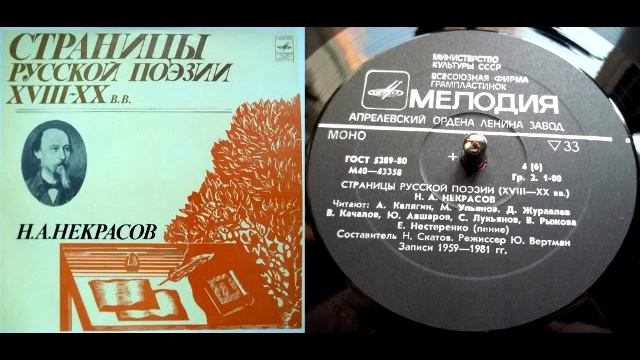 СТРАНИЦЫ
РУССКОЙ ПОЭЗИИ
XVIII-XX В.В.
Н.А.НЕКРАСОВ
МИНИСТЕРСТВО
КУЛЬТУРЫ СССР
ВСЕСОЮЗНАЯ ФИРМА
ГРАМПЛАСТИНОК
МЕЛОДИЯ
АПРЕЛЕВСКИЙ ОРДЕНА ЛЕНИНА ЗАВОД
МОНО
▽33
ГОСТ 5289-80
4 (6)
М40-43358
Гр. 2. 1-00
СТРАНИЦЫ РУССКОЙ ПОЭЗИИ (XVIII—XX вв.)
Н. А. НЕКРАСОВ
Читают: А. Калягин, М. Ульянов, Д. Журавлев
В. Качалов, Ю. Авшаров, С. Лукьянов, В. Рыжова
Е. Нестеренко (пение)
Составитель Н. Скатов. Режиссер Ю. Вертман
Записи 1959—1981 гг.